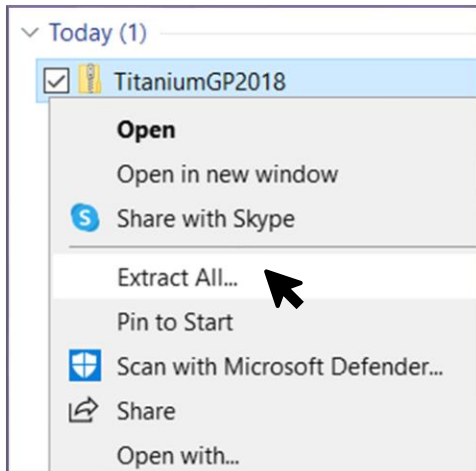 Today (1)
TitaniumGP2018
Open
Open in new window
Share with Skype
Extract All...
Pin to Start
Scan with Microsoft Defender...
Share
Open with...